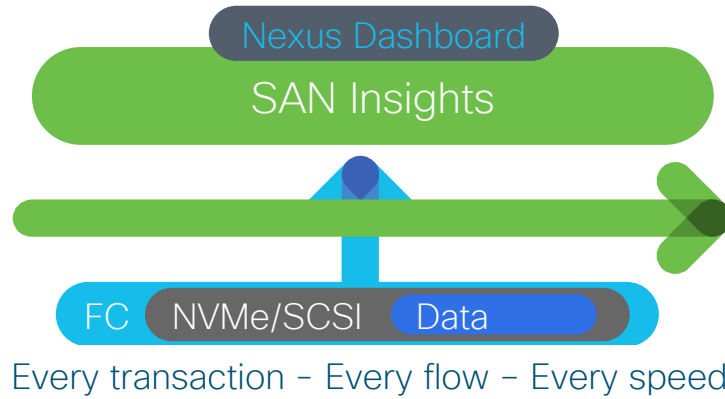 Nexus Dashboard
SAN Insights
FC NVMe/SCSI Data
Every transaction - Every flow – Every speed